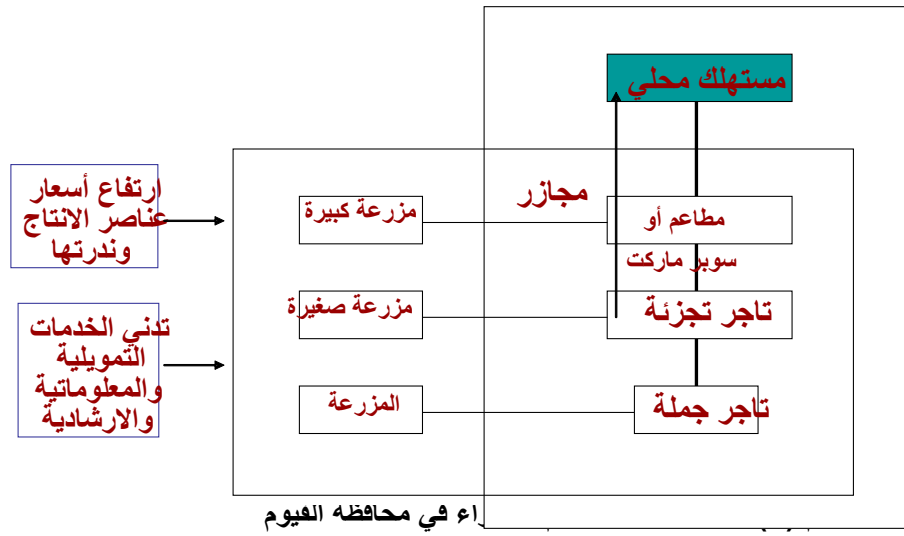 مستهلك محلي
ارتفاع أسعار
عناصر الانتاج
وندرتها
مزرعة كبيرة
مجازر
مطاعم أو
سوبر ماركت
تدني الخدمات
التمويلية
والمعلوماتية
والارشادية
مزرعة صغيرة
تاجر تجزئة
المزرعة
تاجر جملة
في محافظه الفيوم